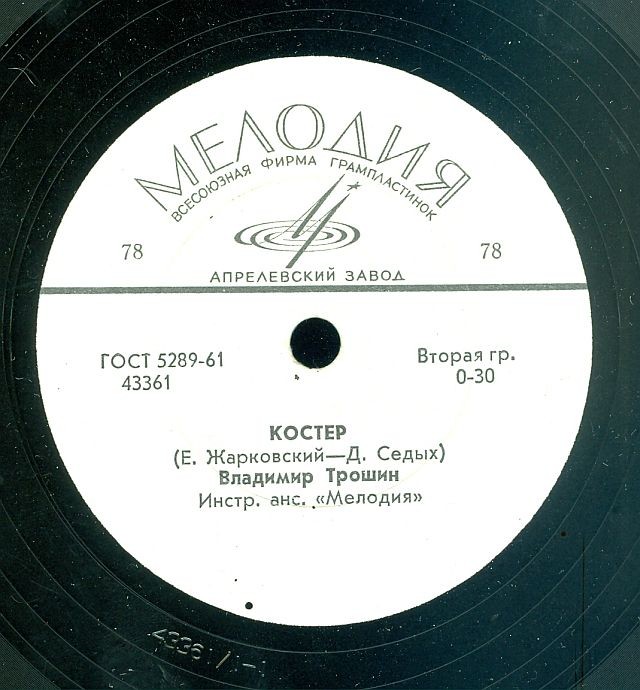 МЕЛОДИЯ
ВСЕСОЮЗНАЯ ФИРМА ГРАМПЛАСТИНОК
78 78
АПРЕЛЕВСКИЙ ЗАВОД
ГОСТ 5289-61 Вторая гр.
43361 0-30
КОСТЕР
(Е. Жарковский—Д. Седых)
Владимир Трошин
Инстр. анс. «Мелодия»